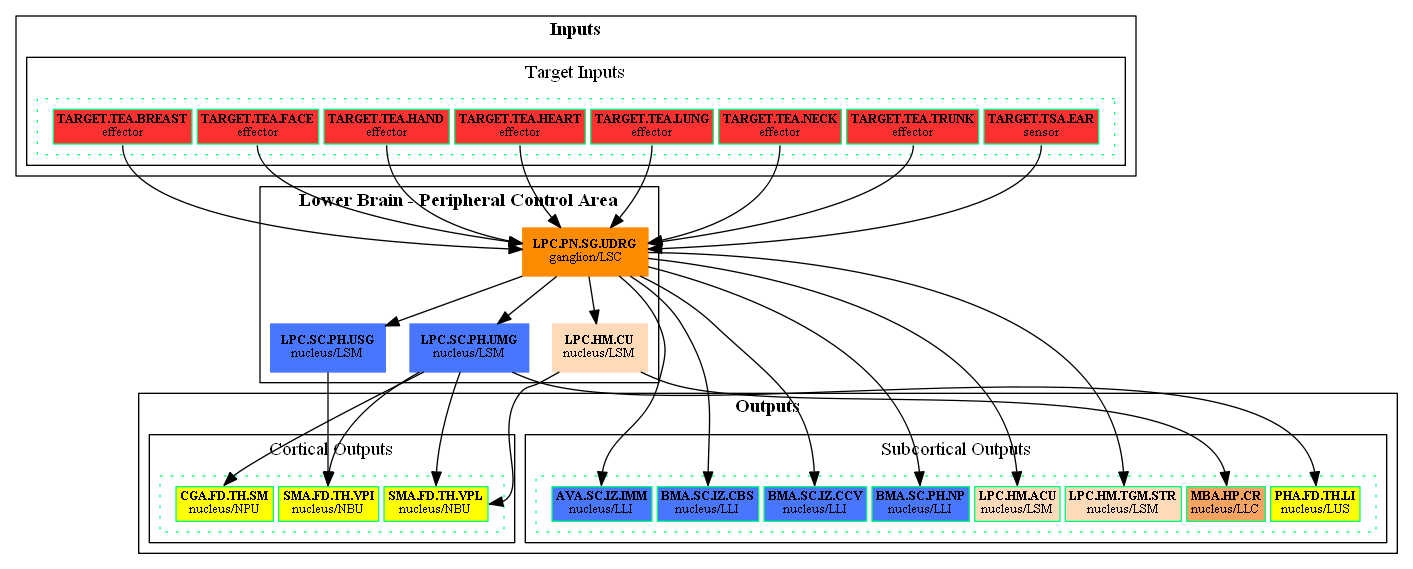 Inputs
Target Inputs
TARGET.TEA.BREAST
effector
TARGET.TEA.FACE
effector
TARGET.TEA.HAND
effector
TARGET.TEA.HEART
effector
TARGET.TEA.LUNG
effector
TARGET.TEA.NECK
effector
TARGET.TEA.TRUNK
effector
TARGET.TSA.EAR
sensor
Lower Brain - Peripheral Control Area
LPC.PN.SG.UDRG
ganglion/LSC
LPC.SC.PH.USG
nucleus/LSM
LPC.SC.PH.UMG
nucleus/LSM
LPC.HM.CU
nucleus/LSM
Outputs
Cortical Outputs
CGA.FD.TH.SM
nucleus/NPU
SMA.FD.TH.VPI
nucleus/NBU
SMA.FD.TH.VPL
nucleus/NBU
Subcortical Outputs
AVA.SC.IZ.IMM
nucleus/LLI
BMA.SC.IZ.CBS
nucleus/LLI
BMA.SC.IZ.CCV
nucleus/LLI
BMA.SC.PH.NP
nucleus/LLI
LPC.HM.ACU
nucleus/LSM
LPC.HM.TGM.STR
nucleus/LSM
MBA.HP.CR
nucleus/LLC
PHA.FD.TH.LI
nucleus/LUS